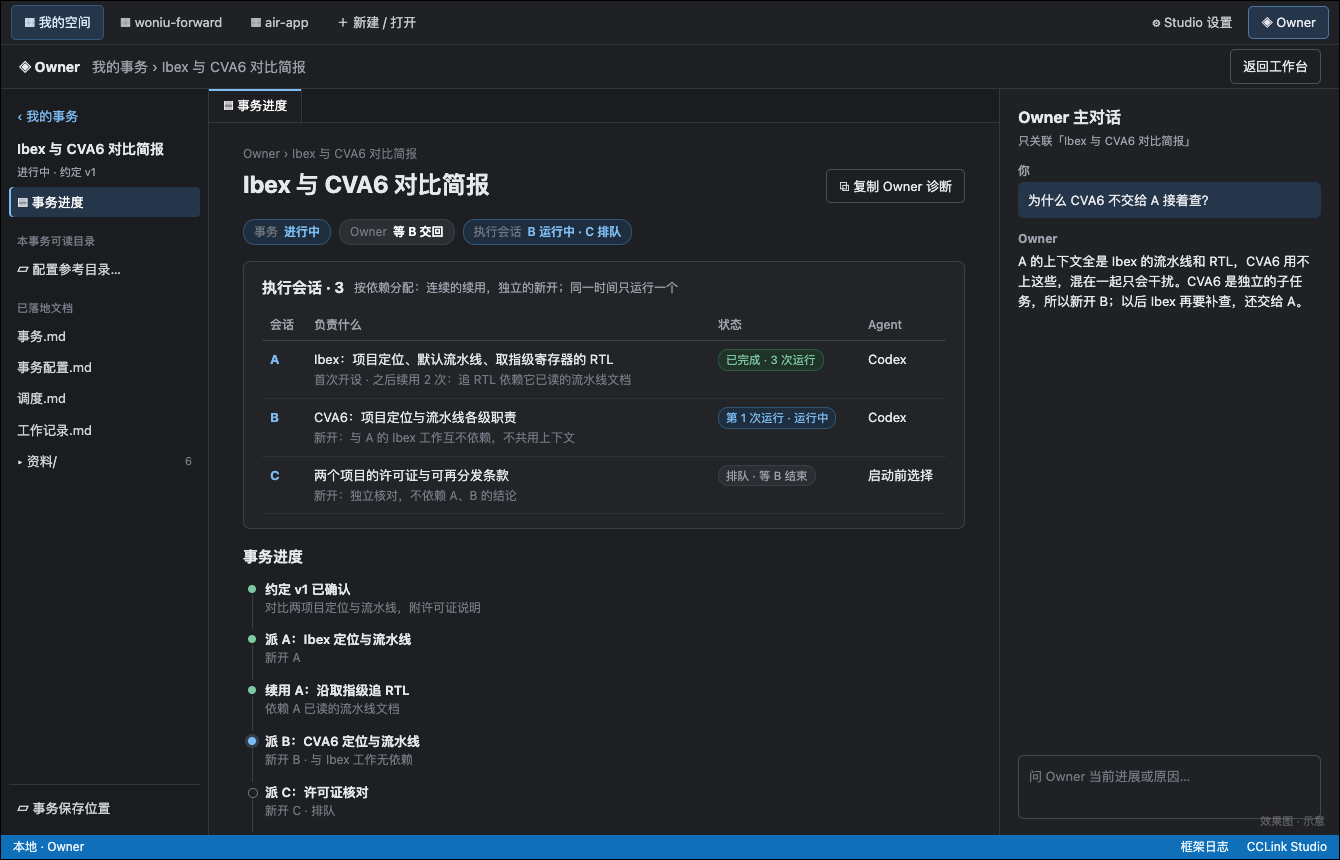 我的空间
woniu-forward
air-app
+ 新建 / 打开
Studio 设置
Owner
Owner 我的事务 › Ibex 与 CVA6 对比简报
返回工作台
‹ 我的事务
Ibex 与 CVA6 对比简报
进行中 · 约定 v1
事务进度
本事务可读目录
配置参考目录...
已落地文档
事务.md
事务配置.md
调度.md
工作记录.md
资料/ 6
事务保存位置
事务进度
Owner › Ibex 与 CVA6 对比简报
Ibex 与 CVA6 对比简报
复制 Owner 诊断
事务 进行中
Owner 等 B 交回
执行会话 B 运行中 · C 排队
执行会话 · 3 按依赖分配：连续的续用，独立的新开；同一时间只运行一个
会话 负责什么 状态 Agent
A Ibex：项目定位、默认流水线、取指级寄存器的 RTL 已完成 · 3 次运行 Codex
首次开设 · 之后续用 2 次：追 RTL 依赖它已读的流水线文档
B CVA6：项目定位与流水线各级职责 第 1 次运行 · 运行中 Codex
新开：与 A 的 Ibex 工作互不依赖，不共用上下文
C 两个项目的许可证与可再分发条款 排队 · 等 B 结束 启动前选择
新开：独立核对，不依赖 A、B 的结论
事务进度
约定 v1 已确认
对比两项目定位与流水线，附许可证说明
派 A：Ibex 定位与流水线
新开 A
续用 A：沿取指级追 RTL
依赖 A 已读的流水线文档
派 B：CVA6 定位与流水线
新开 B · 与 Ibex 工作无依赖
派 C：许可证核对
新开 C · 排队
Owner 主对话
只关联「Ibex 与 CVA6 对比简报」
你
为什么 CVA6 不交给 A 接着查?
Owner
A 的上下文全是 Ibex 的流水线和 RTL，CVA6 用不
上这些，混在一起只会干扰。CVA6 是独立的子任
务，所以新开 B；以后 Ibex 再要补查，还交给 A。
问 Owner 当前进展或原因...
效果图 · 示意
本地 · Owner
框架日志
CCLink Studio